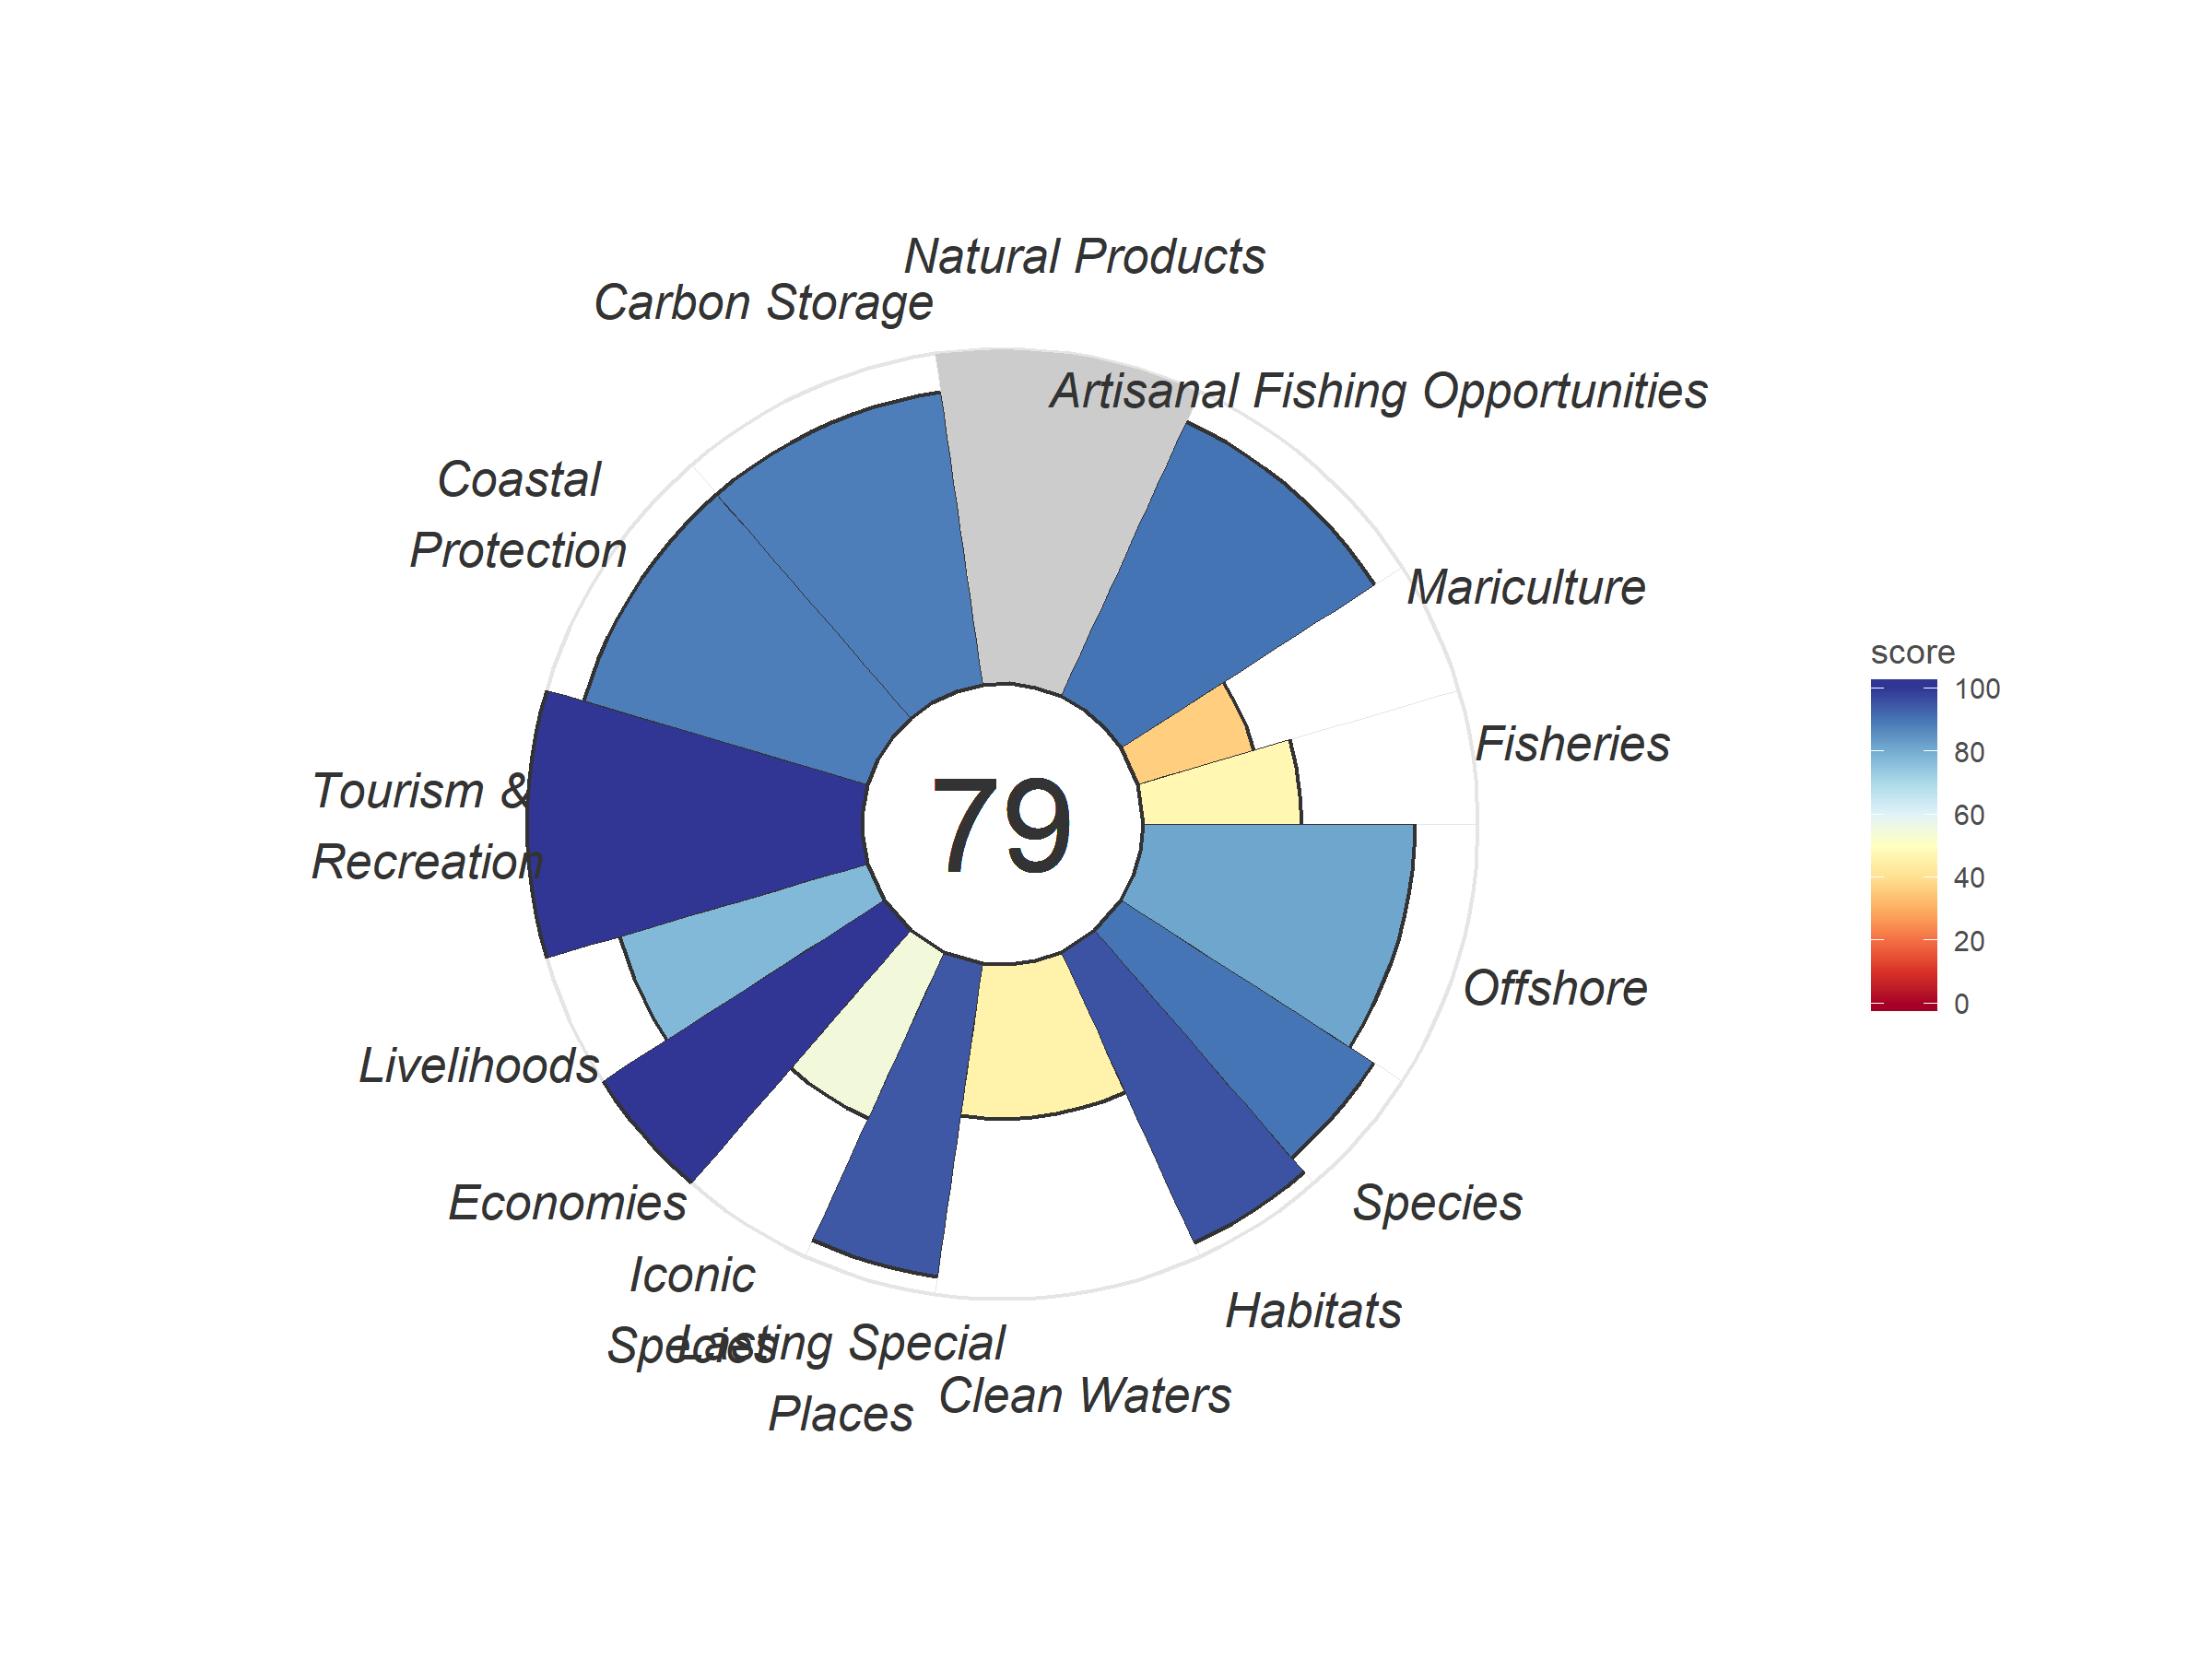 Natural Products
Carbon Storage
Artisanal Fishing Opportunities
Coastal
Protection
Mariculture
score
100
80
60
40
20
0
Fisheries
Tourism &
Recreation
79
Offshore
Livelihoods
Economies
Species
Iconic
Species
Habitats
Lasting Special
Places
Clean Waters